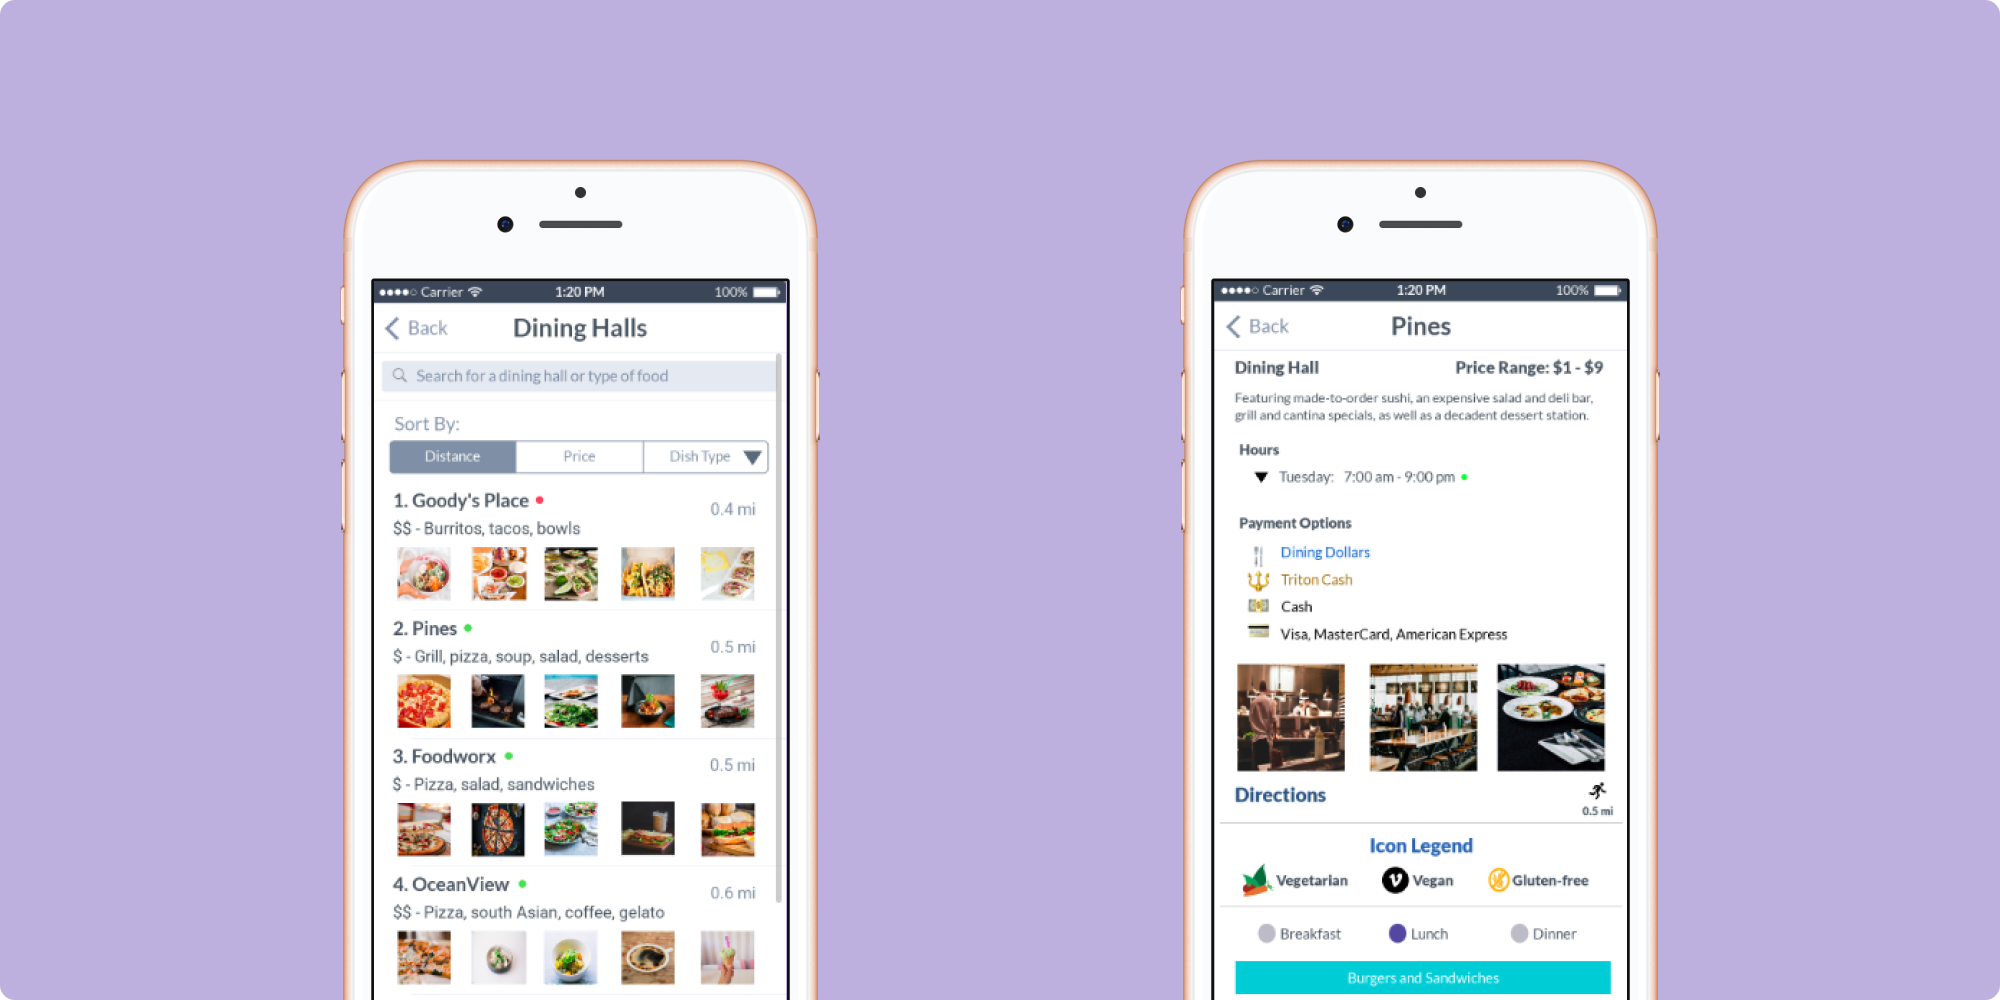 Carrier 1:20 PM 100%
Back Dining Halls
Search for a dining hall or type of food
Sort By:
Distance Price Dish Type
1. Goody's Place
0.4 mi
$$ - Burritos, tacos, bowls
2. Pines
0.5 mi
$ - Grill, pizza, soup, salad, desserts
3. Foodworx
0.5 mi
$ - Pizza, salad, sandwiches
4. OceanView
0.6 mi
$$ - Pizza, south Asian, coffee, gelato
Carrier 1:20 PM 100%
Back Pines
Dining Hall Price Range: $1 - $9
Featuring made-to-order sushi, an expensive salad and deli bar,
grill and cantina specials, as well as a decadent dessert station.
Hours
Tuesday: 7:00 am - 9:00 pm
Payment Options
Dining Dollars
Triton Cash
Cash
Visa, MasterCard, American Express
Directions
0.5 mi
Icon Legend
Vegetarian V Vegan Gluten-free
Breakfast Lunch Dinner
Burgers and Sandwiches